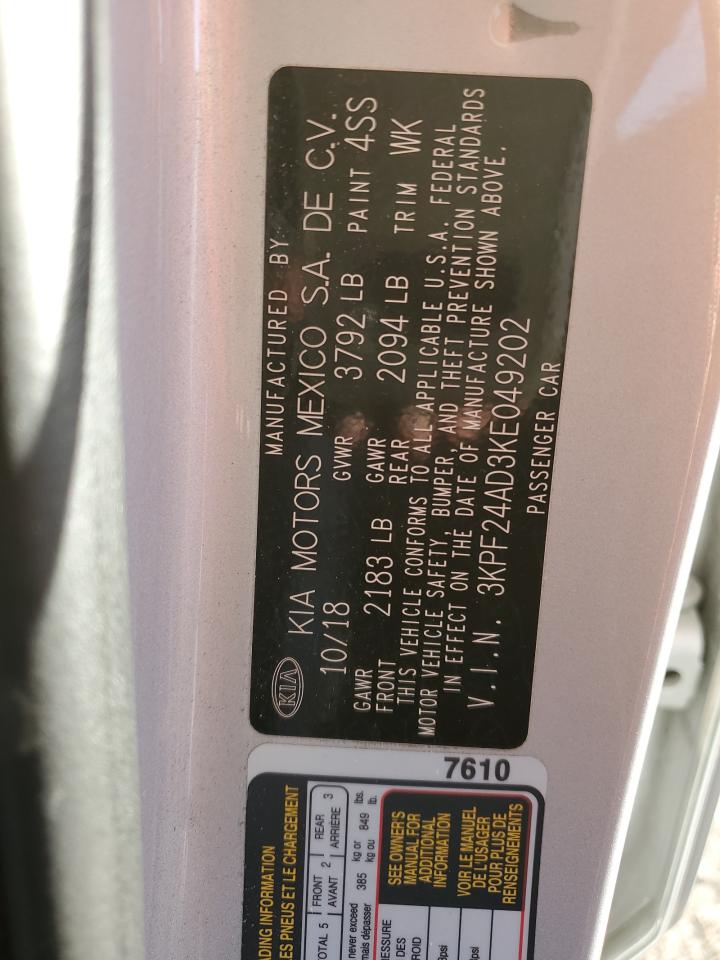 MANUFACTURED BY
KIA KIA MOTORS MEXICO S.A. DE C.V.
10/18 GVWR 3792 LB PAINT 4SS
GAWR FRONT 2183 LB GAWR REAR 2094 LB TRIM WK
THIS VEHICLE CONFORMS TO ALL APPLICABLE U.S.A. FEDERAL
MOTOR VEHICLE SAFETY, BUMPER, AND THEFT PREVENTION STANDARDS
IN EFFECT ON THE DATE OF MANUFACTURE SHOWN ABOVE.
V.I.N. 3KPF24AD3KE049202
PASSENGER CAR
7610
ADING INFORMATION
ES PNEUS ET LE CHARGEMENT
OTAL 5 FRONT 2 REAR 3
AVANT ARRIÈRE
never exceed 385 kg or 849 lbs.
mais dépasser kg ou lb.
ESSURE
DES
ROID
psi
psi
SEE OWNER'S
MANUAL FOR
ADDITIONAL
INFORMATION
VOIR LE MANUEL
DE L'USAGER
POUR PLUS DE
RENSEIGNEMENTS